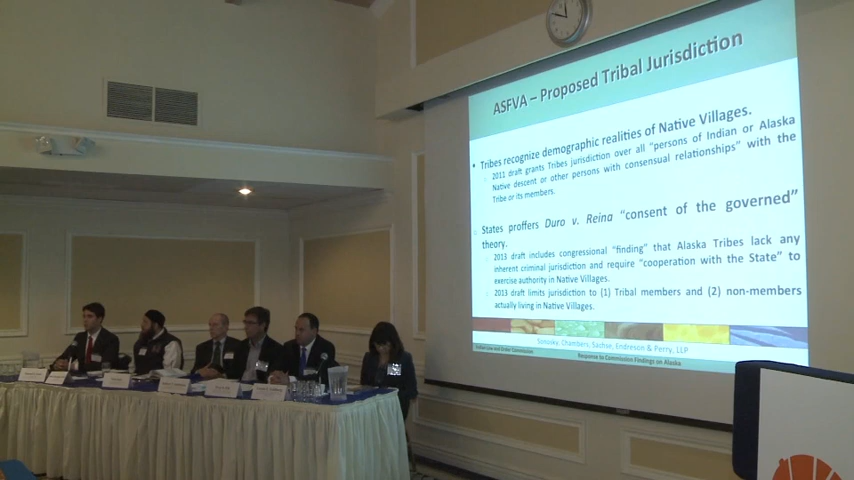 ASFVA – Proposed Tribal Jurisdiction
• Tribes recognize demographic realities of Native Villages.
2011 draft grants Tribes jurisdiction over all "persons of Indian or Alaska
Native descent or other persons with consensual relationships" with the
Tribe or its members.
States proffers Duro v. Reina "consent of the governed"
theory.
2013 draft includes congressional "finding" that Alaska Tribes lack any
inherent criminal jurisdiction and require "cooperation with the State" to
exercise authority in Native Villages.
2013 draft limits jurisdiction to (1) Tribal members and (2) non-members
actually living in Native Villages.
Sonosky, Chambers, Sachse, Endreson & Perry, LLP
Indian Law and Order Commission
Response to Commission Findings on Alaska